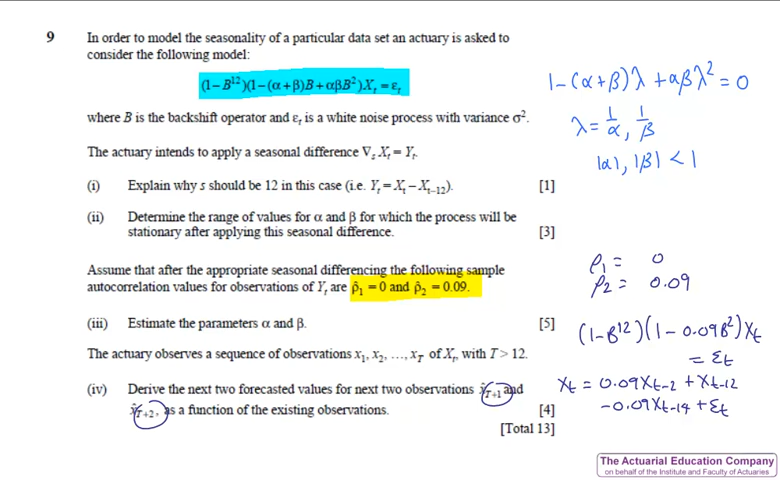 9 In order to model the seasonality of a particular data set an actuary is asked to
consider the following model:
(1−B¹²)(1−(α+β)B+αβB²)Xₜ=εₜ
where B is the backshift operator and εₜ is a white noise process with variance σ².
The actuary intends to apply a seasonal difference ∇ₛ Xₜ = Yₜ.
(i) Explain why s should be 12 in this case (i.e. Yₜ = Xₜ − Xₜ₋₁₂). [1]
(ii) Determine the range of values for α and β for which the process will be
stationary after applying this seasonal difference. [3]
Assume that after the appropriate seasonal differencing the following sample
autocorrelation values for observations of Yₜ are ρ̂₁ = 0 and ρ̂₂ = 0.09.
(iii) Estimate the parameters α and β. [5]
The actuary observes a sequence of observations x₁, x₂, …, x_T of Xₜ, with T > 12.
(iv) Derive the next two forecasted values for next two observations x̂_T+1 and
x̂_T+2, as a function of the existing observations. [4]
[Total 13]
1−(α+β)λ+αβλ²=0
λ = 1/α, 1/β
|α|, |β| < 1
ρ₁ = 0
ρ₂ = 0.09
(1−B¹²)(1−0.09B²)Xₜ
= εₜ
Xₜ = 0.09Xₜ₋₂ + Xₜ₋₁₂
−0.09Xₜ₋₁₄ + εₜ
The Actuarial Education Company
on behalf of the Institute and Faculty of Actuaries